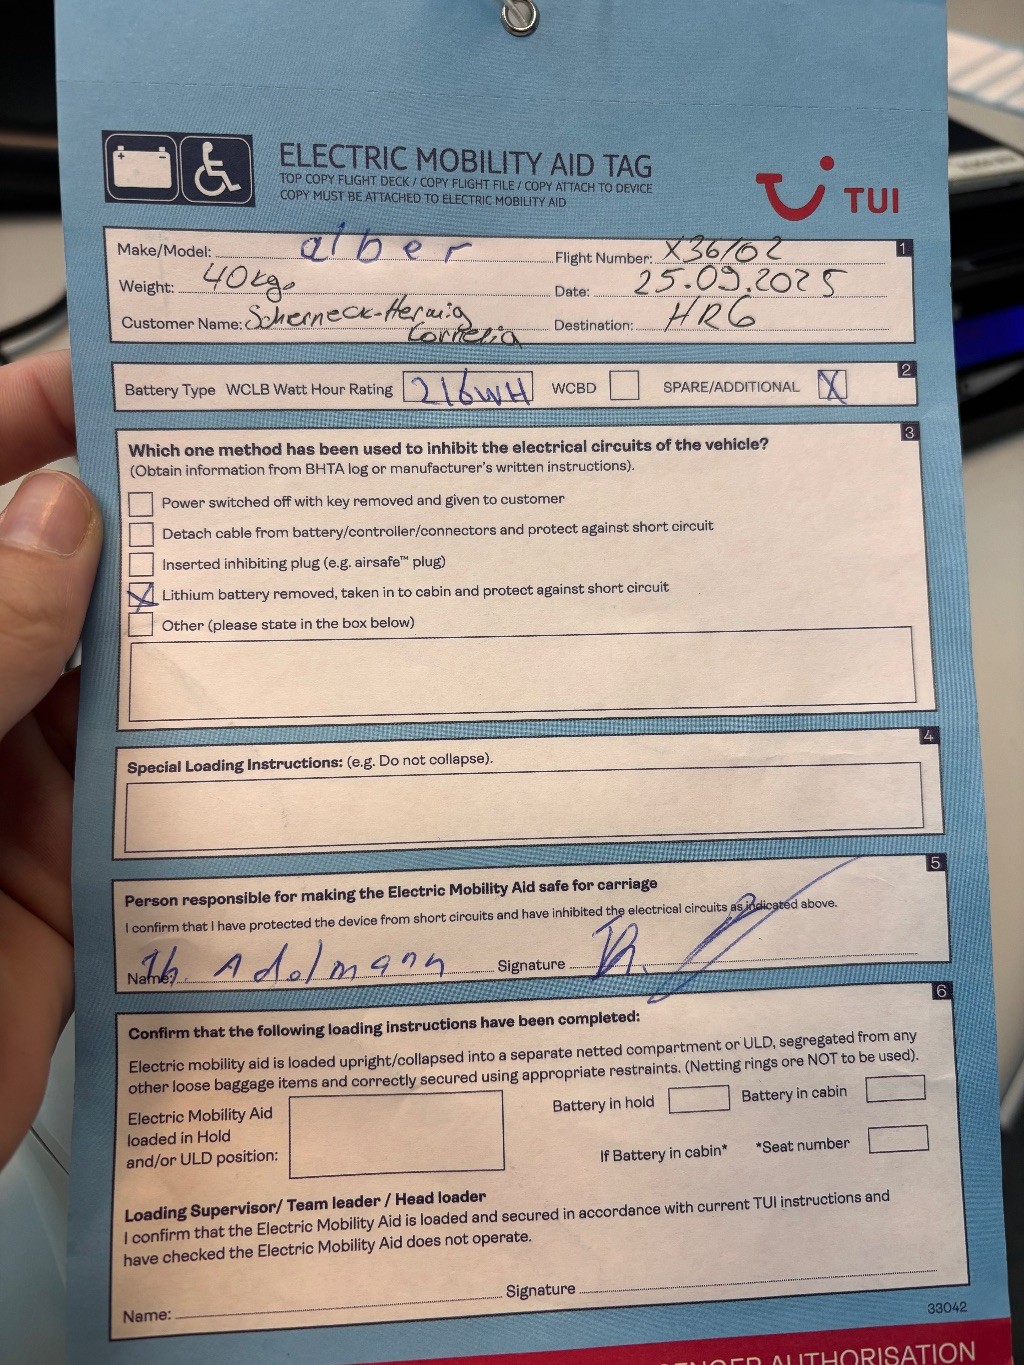 ELECTRIC MOBILITY AID TAG
TOP COPY FLIGHT DECK / COPY FLIGHT FILE / COPY ATTACH TO DEVICE
COPY MUST BE ATTACHED TO ELECTRIC MOBILITY AID
TUI
1
Make/Model: alber
Flight Number: X36702
Weight: 40kg.
Date: 25.09.2025
Customer Name: Scherneck-Herwig
Cornelia
Destination: HRG
2
Battery Type WCLB Watt Hour Rating 216WH WCBD SPARE/ADDITIONAL X
3
Which one method has been used to inhibit the electrical circuits of the vehicle?
(Obtain information from BHTA log or manufacturer's written instructions).
Power switched off with key removed and given to customer
Detach cable from battery/controller/connectors and protect against short circuit
Inserted inhibiting plug (e.g. airsafe™ plug)
X Lithium battery removed, taken in to cabin and protect against short circuit
Other (please state in the box below)
4
Special Loading Instructions: (e.g. Do not collapse).
5
Person responsible for making the Electric Mobility Aid safe for carriage
I confirm that I have protected the device from short circuits and have inhibited the electrical circuits as indicated above.
Name: Th. Adelmann
Signature
6
Confirm that the following loading instructions have been completed:
Electric mobility aid is loaded upright/collapsed into a separate netted compartment or ULD, segregated from any
other loose baggage items and correctly secured using appropriate restraints. (Netting rings are NOT to be used).
Electric Mobility Aid
loaded in Hold
and/or ULD position:
Battery in hold
Battery in cabin
If Battery in cabin*
*Seat number
Loading Supervisor/ Team leader / Head loader
I confirm that the Electric Mobility Aid is loaded and secured in accordance with current TUI instructions and
have checked the Electric Mobility Aid does not operate.
Name:
Signature
33042
AUTHORISATION